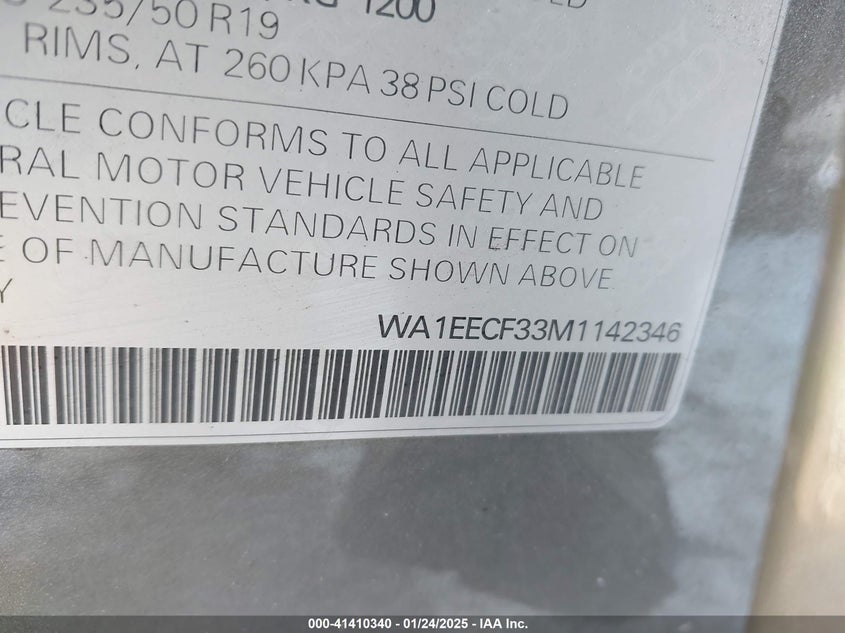 1200
235/50 R19
RIMS, AT 260 KPA 38 PSI COLD
CLE CONFORMS TO ALL APPLICABLE
RAL MOTOR VEHICLE SAFETY AND
EVENTION STANDARDS IN EFFECT ON
E OF MANUFACTURE SHOWN ABOVE.
Y
WA1EECF33M1142346
000-41410340 - 01/24/2025 - IAA Inc.